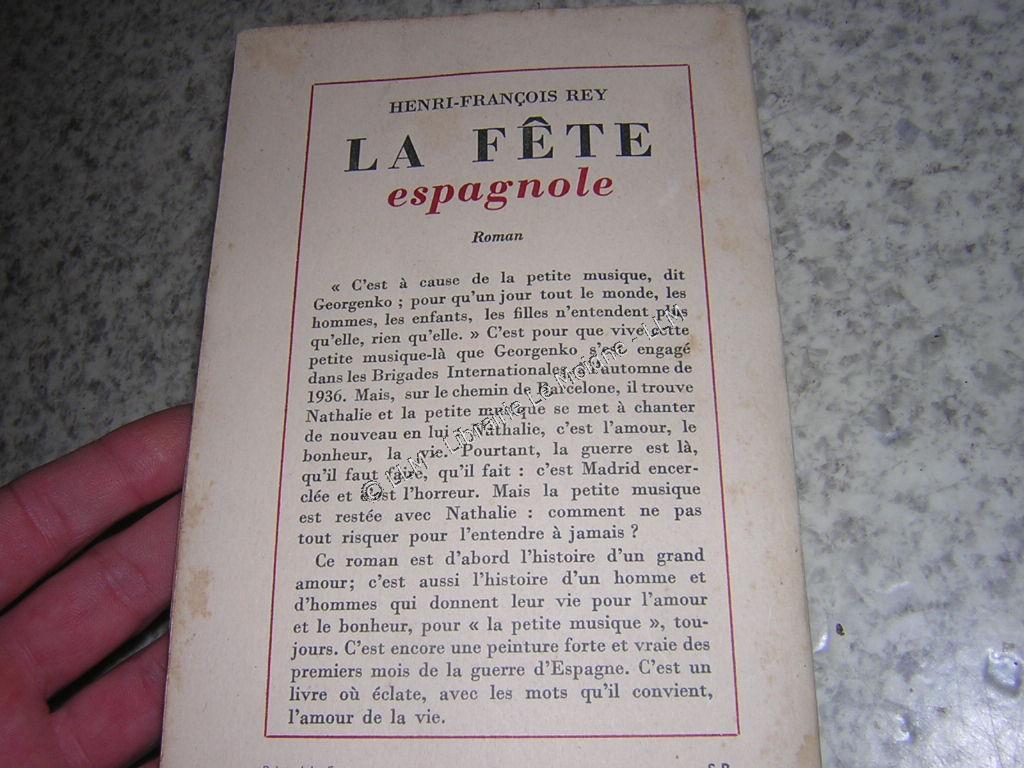 HENRI-FRANÇOIS REY
LA FÊTE
espagnole
Roman
« C'est à cause de la petite musique, dit
Georgenko ; pour qu'un jour tout le monde, les
hommes, les enfants, les filles n'entendent plus
qu'elle, rien qu'elle. » C'est pour que vive cette
petite musique-là que Georgenko s'est engagé
dans les Brigades Internationales, à l'automne de
1936. Mais, sur le chemin de Barcelone, il trouve
Nathalie et la petite musique se met à chanter
de nouveau en lui : Nathalie, c'est l'amour, le
bonheur, la vie. Pourtant, la guerre est là,
qu'il faut faire, qu'il fait : c'est Madrid encer-
clée et c'est l'horreur. Mais la petite musique
est restée avec Nathalie : comment ne pas
tout risquer pour l'entendre à jamais ?
Ce roman est d'abord l'histoire d'un grand
amour; c'est aussi l'histoire d'un homme et
d'hommes qui donnent leur vie pour l'amour
et le bonheur, pour « la petite musique », tou-
jours. C'est encore une peinture forte et vraie des
premiers mois de la guerre d'Espagne. C'est un
livre où éclate, avec les mots qu'il convient,
l'amour de la vie.
© LLM - Librairie Le Moigne - LLM